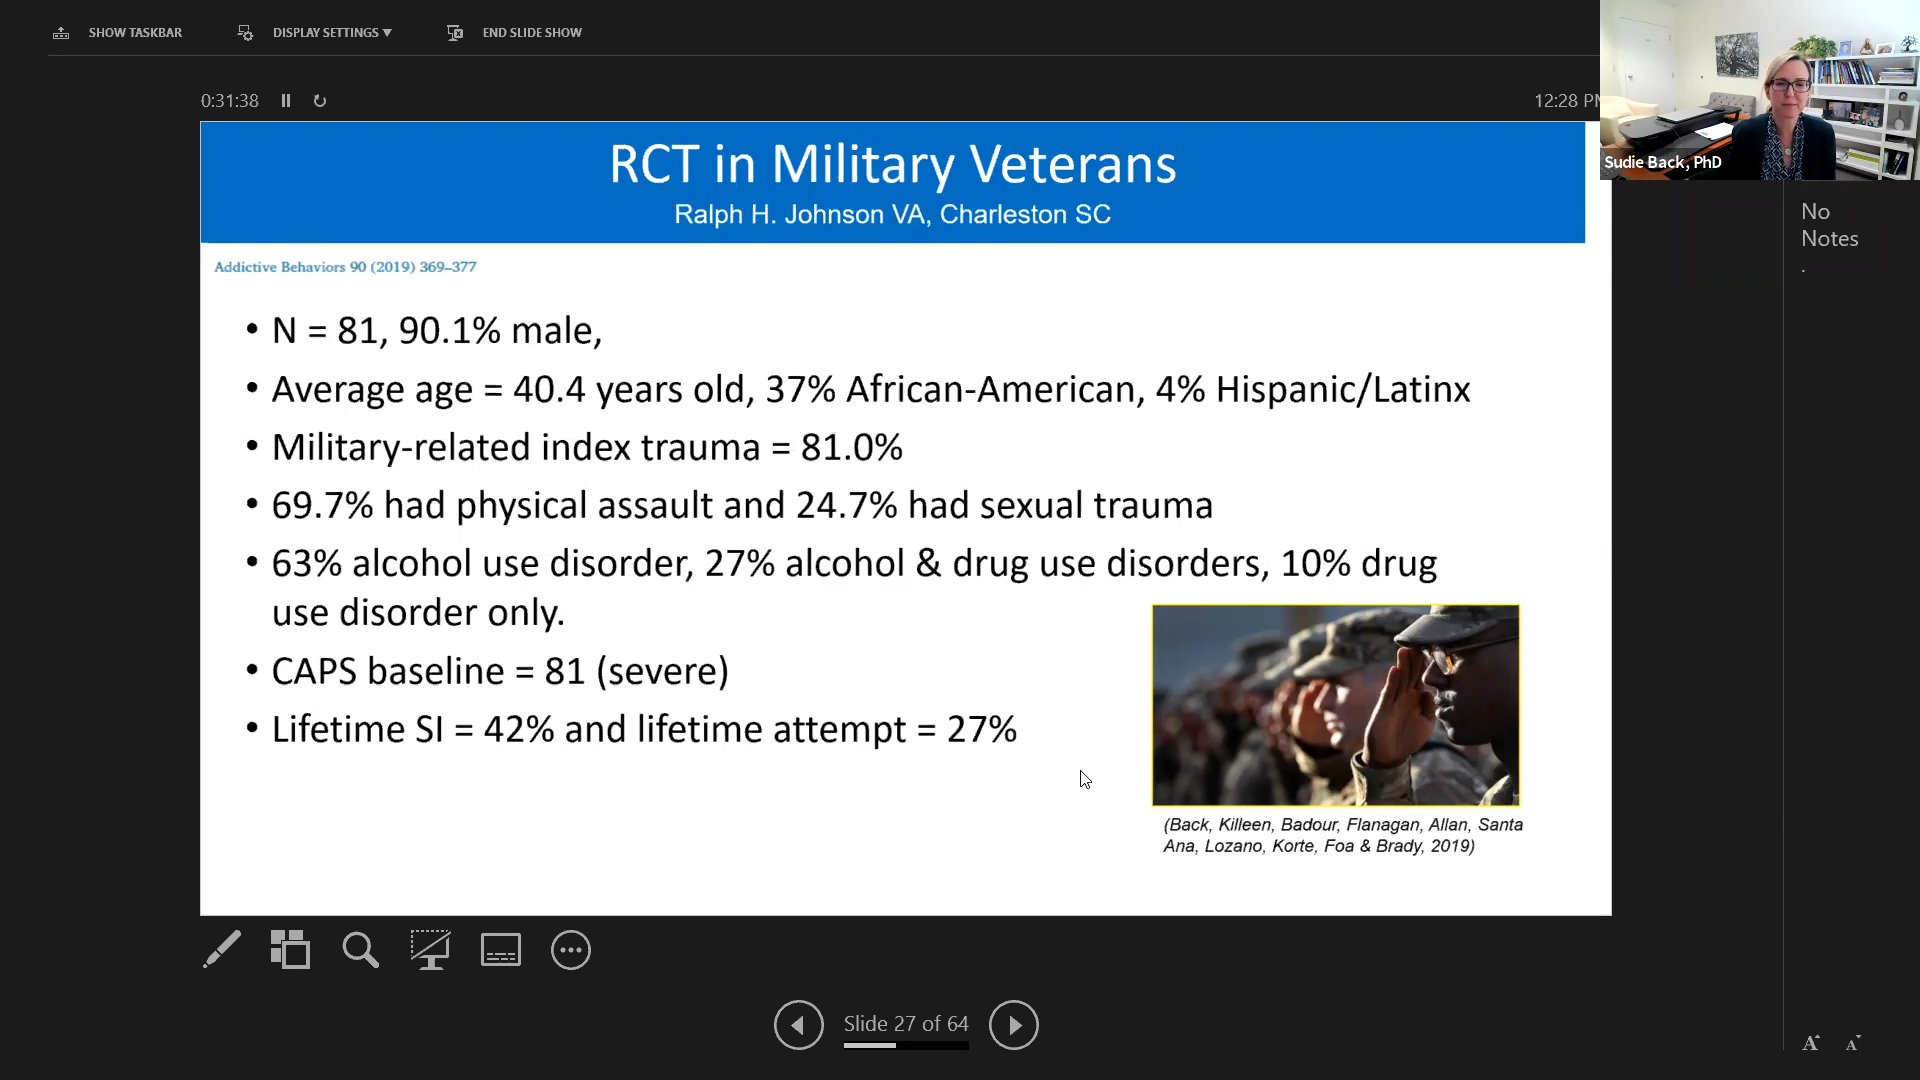 SHOW TASKBAR
DISPLAY SETTINGS
END SLIDE SHOW
0:31:38
12:28 P
Sudie Back, PhD
RCT in Military Veterans
Ralph H. Johnson VA, Charleston SC
No
Notes
.
Addictive Behaviors 90 (2019) 369–377
• N = 81, 90.1% male,
• Average age = 40.4 years old, 37% African-American, 4% Hispanic/Latinx
• Military-related index trauma = 81.0%
• 69.7% had physical assault and 24.7% had sexual trauma
• 63% alcohol use disorder, 27% alcohol & drug use disorders, 10% drug
use disorder only.
• CAPS baseline = 81 (severe)
• Lifetime SI = 42% and lifetime attempt = 27%
(Back, Killeen, Badour, Flanagan, Allan, Santa
Ana, Lozano, Korte, Foa & Brady, 2019)
Slide 27 of 64
A A